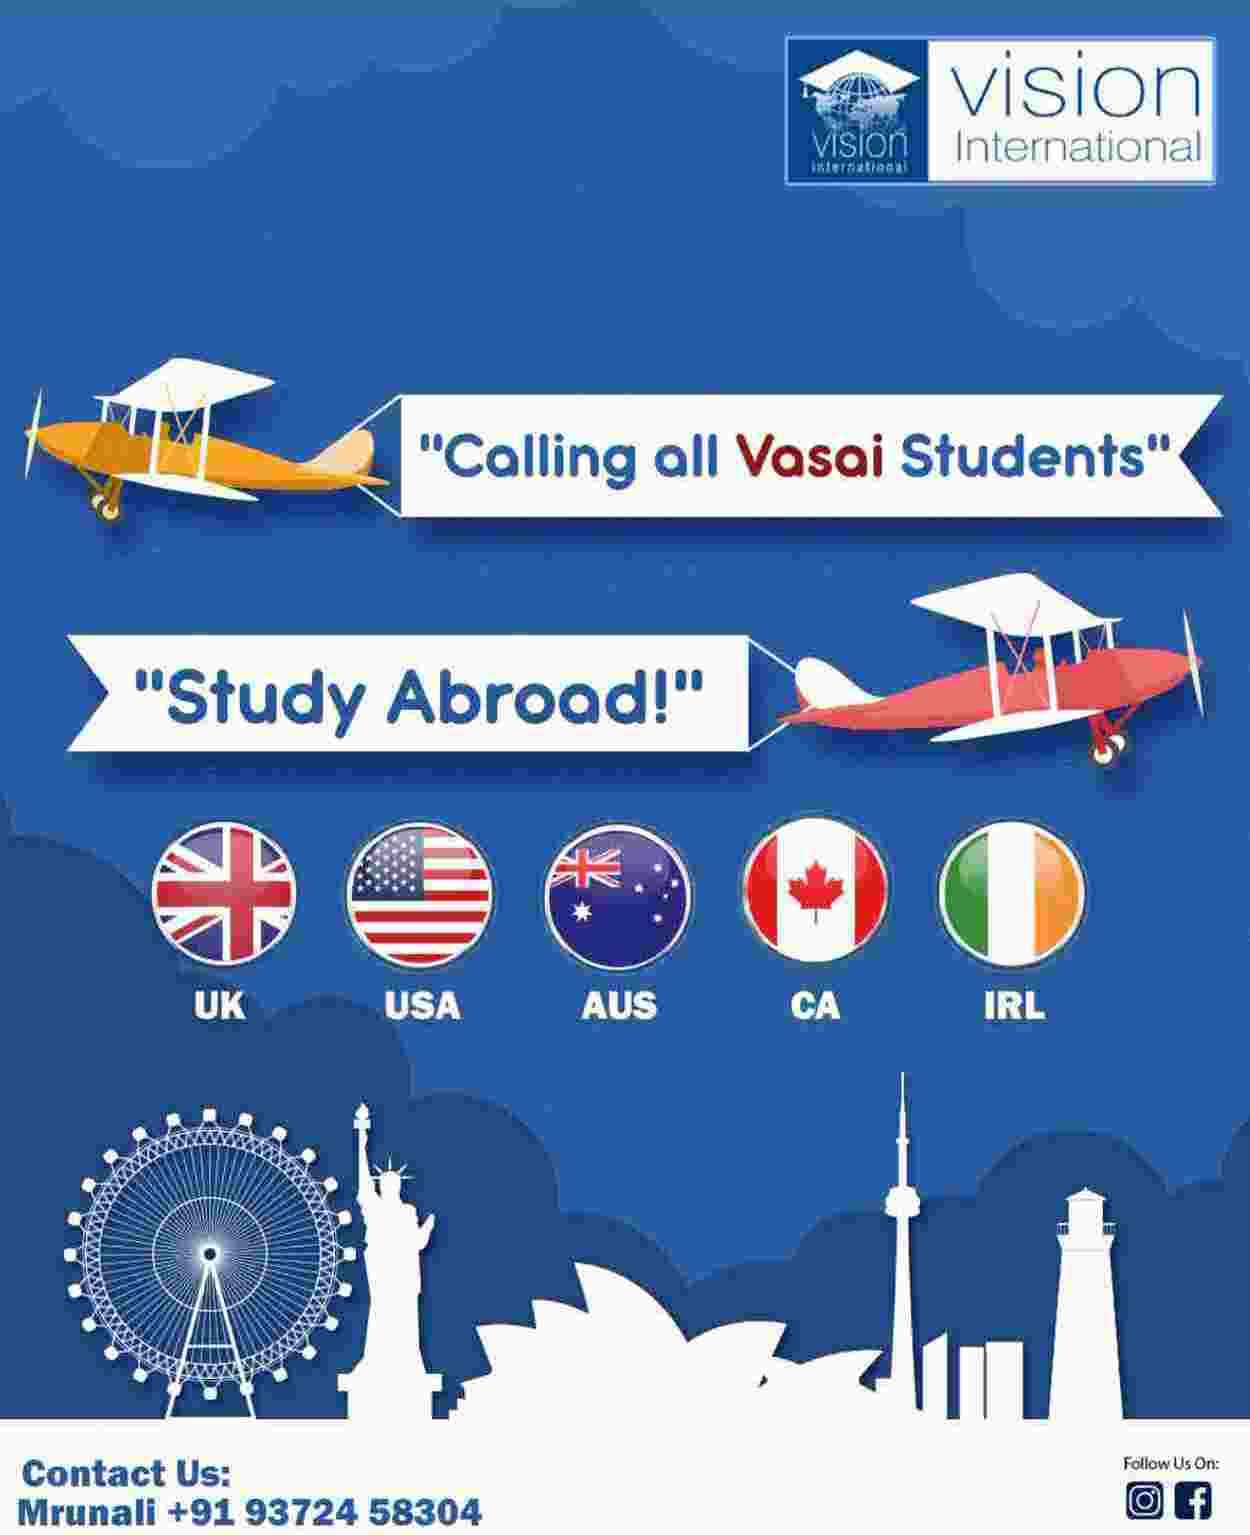 vision
international
vision
International
"Calling all Vasai Students"
"Study Abroad!"
UK USA AUS CA IRL
Contact Us:
Mrunali +91 93724 58304
Follow Us On: